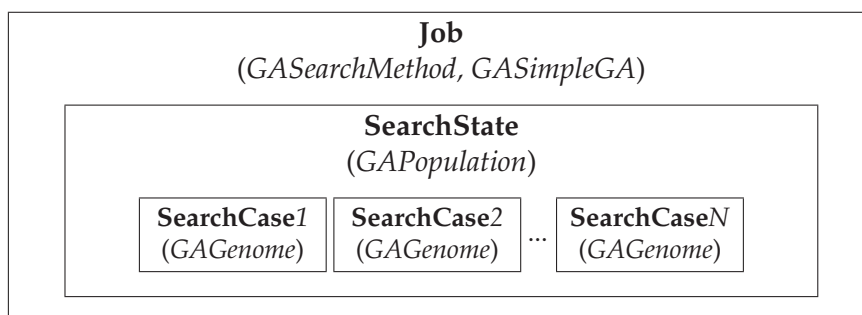 Job
(GASearchMethod, GASimpleGA)
SearchState
(GAPopulation)
SearchCase1 SearchCase2 ... SearchCaseN
(GAGenome) (GAGenome) (GAGenome)